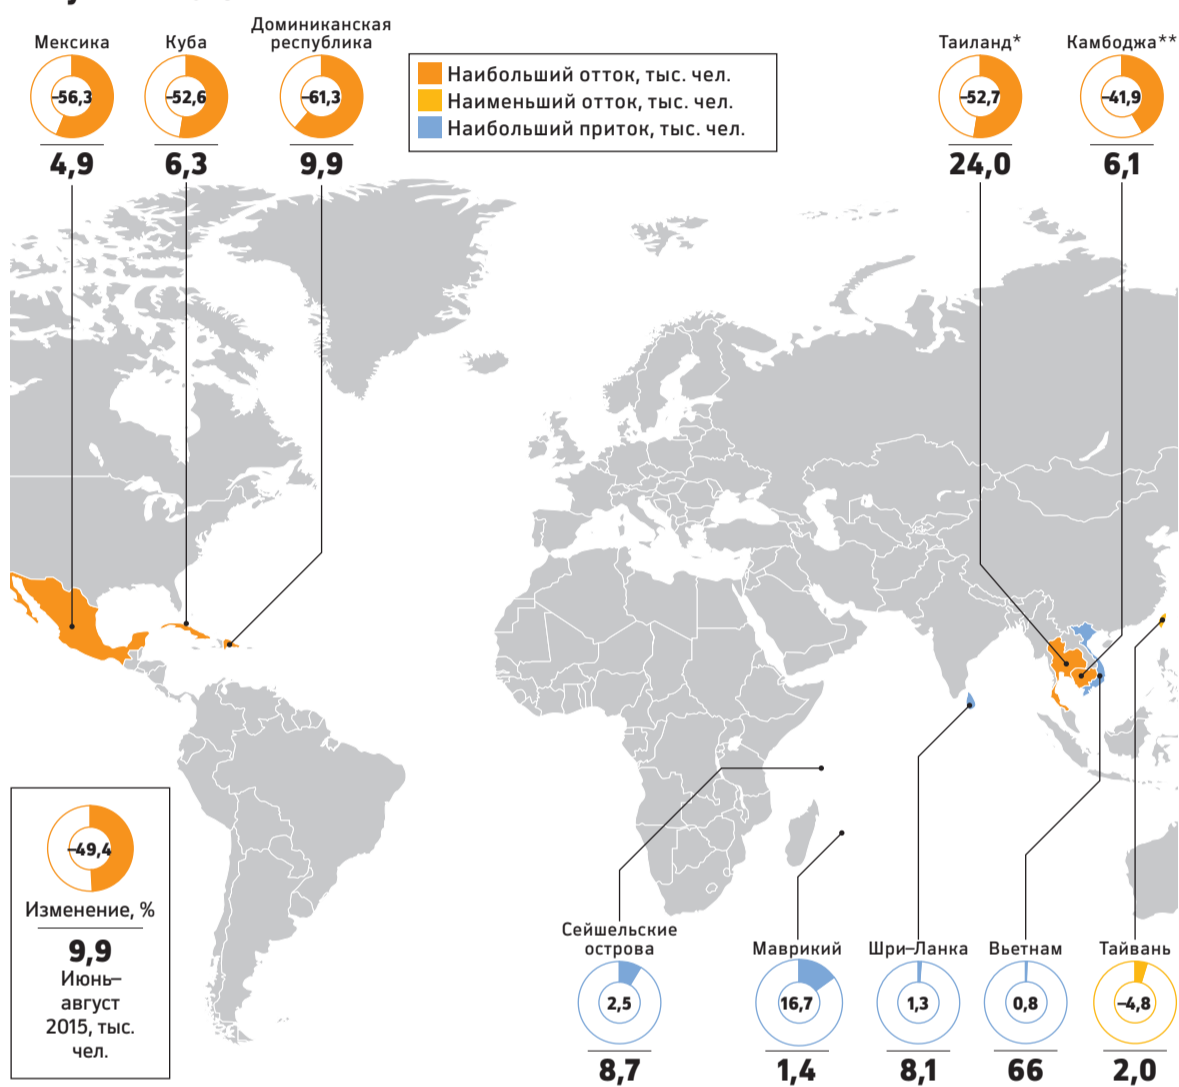 Мексика
–56,3
4,9
Куба
–52,6
6,3
Доминиканская
республика
–61,3
9,9
Наибольший отток, тыс. чел.
Наименьший отток, тыс. чел.
Наибольший приток, тыс. чел.
Таиланд*
–52,7
24,0
Камбоджа**
–41,9
6,1
–49,4
Изменение, %
9,9
Июнь–
август
2015, тыс.
чел.
Сейшельские
острова
2,5
8,7
Маврикий
16,7
1,4
Шри–Ланка
1,3
8,1
Вьетнам
0,8
66
Тайвань
–4,8
2,0